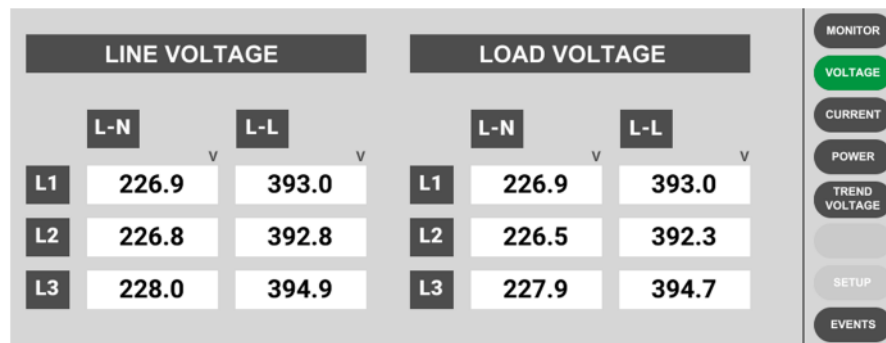 LINE VOLTAGE
L-N L-L
V V
L1 226.9 393.0
L2 226.8 392.8
L3 228.0 394.9
LOAD VOLTAGE
L-N L-L
V V
L1 226.9 393.0
L2 226.5 392.3
L3 227.9 394.7
MONITOR
VOLTAGE
CURRENT
POWER
TREND
VOLTAGE
SETUP
EVENTS